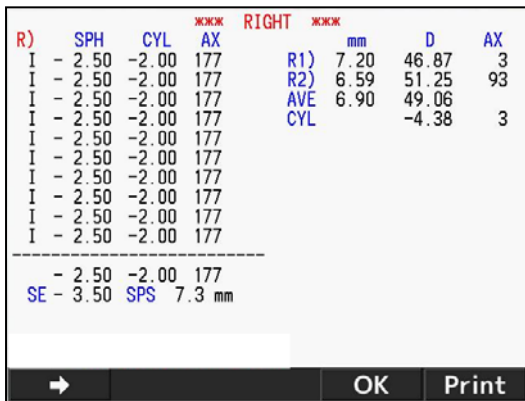 *** RIGHT ***
R) SPH CYL AX mm D AX
I - 2.50 -2.00 177 R1) 7.20 46.87 3
I - 2.50 -2.00 177 R2) 6.59 51.25 93
I - 2.50 -2.00 177 AVE 6.90 49.06
I - 2.50 -2.00 177 CYL -4.38 3
I - 2.50 -2.00 177
I - 2.50 -2.00 177
I - 2.50 -2.00 177
I - 2.50 -2.00 177
I - 2.50 -2.00 177
I - 2.50 -2.00 177
---------------------------
- 2.50 -2.00 177
SE - 3.50 SPS 7.3 mm
➡ OK Print